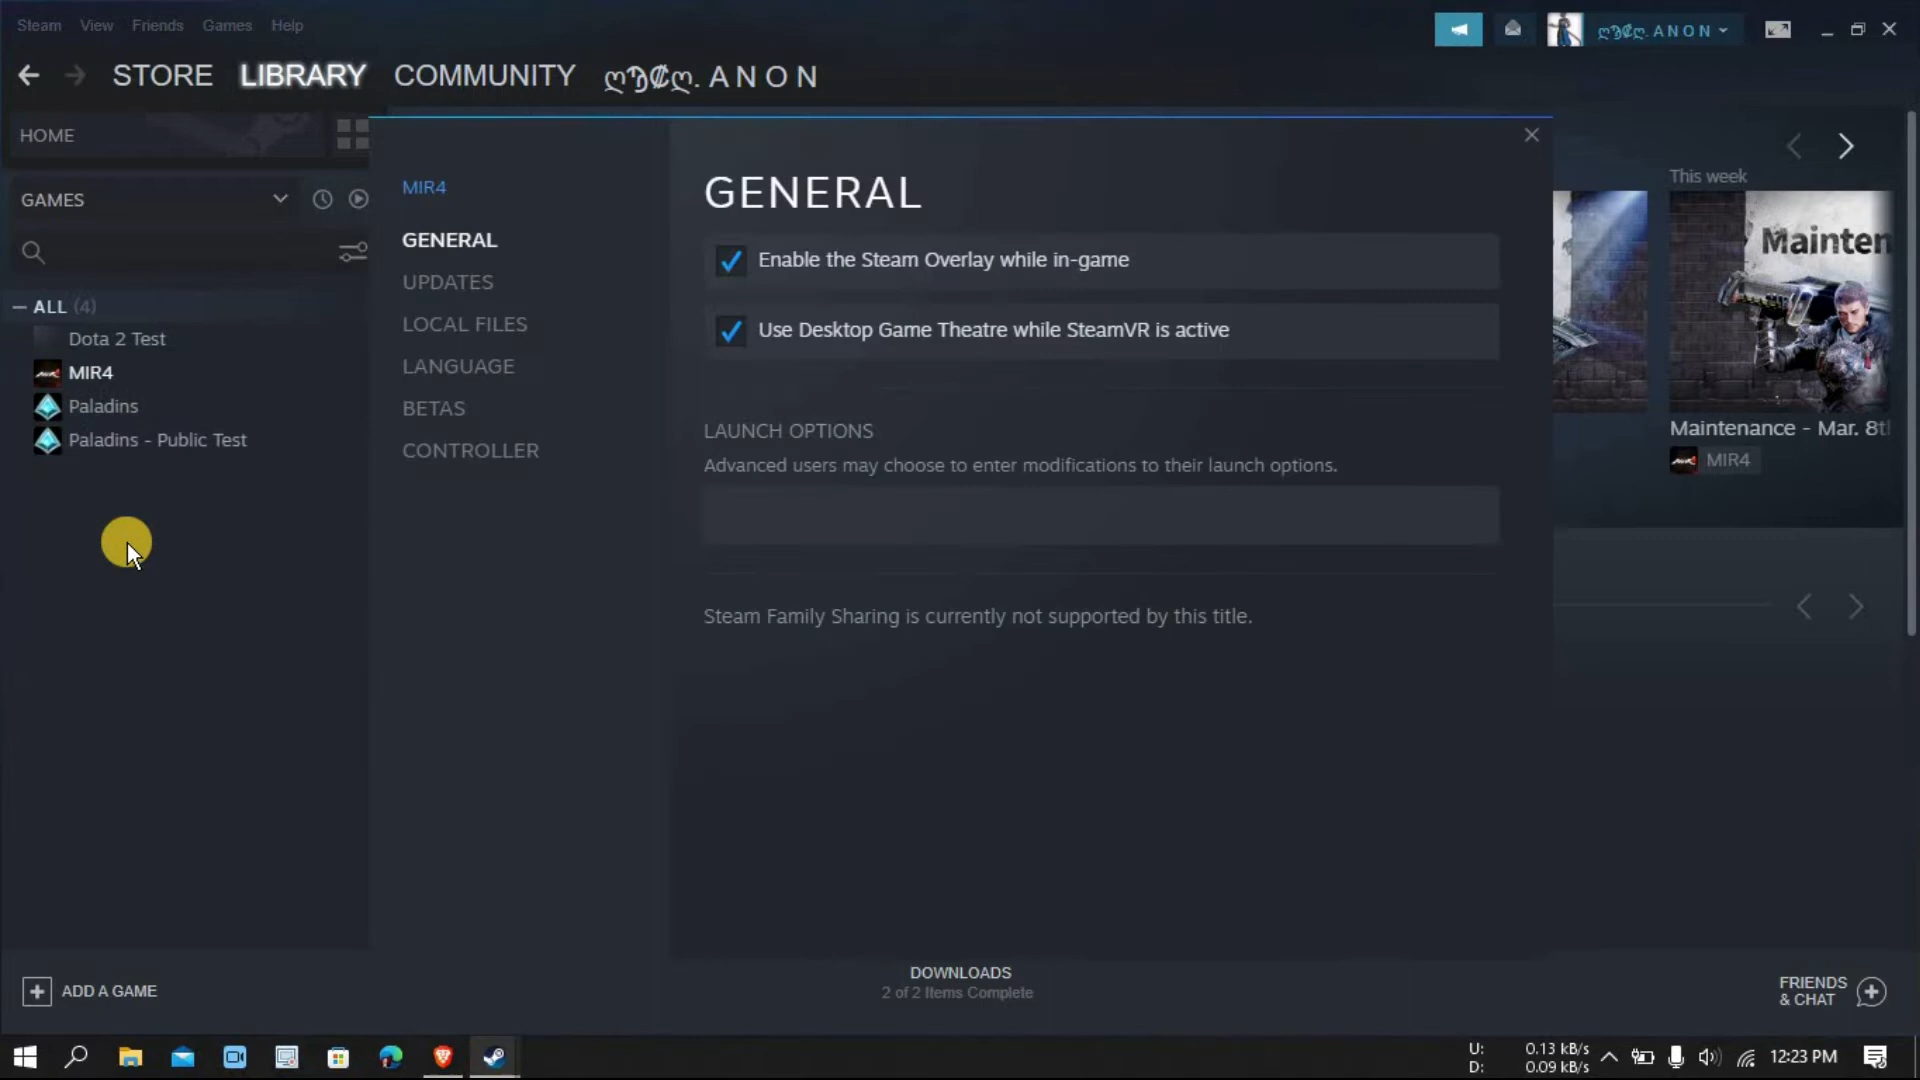 Steam View Friends Games Help
STORE LIBRARY COMMUNITY A N O N
A N O N
HOME
GAMES
ALL (4)
Dota 2 Test
MIR4
Paladins
Paladins - Public Test
MIR4
GENERAL
UPDATES
LOCAL FILES
LANGUAGE
BETAS
CONTROLLER
GENERAL
Enable the Steam Overlay while in-game
Use Desktop Game Theatre while SteamVR is active
LAUNCH OPTIONS
Advanced users may choose to enter modifications to their launch options.
Steam Family Sharing is currently not supported by this title.
This week
Maintenance - Mar. 8
MIR4
ADD A GAME
DOWNLOADS
2 of 2 Items Complete
FRIENDS
& CHAT
U: 0.13 kB/s
D: 0.09 kB/s
12:23 PM